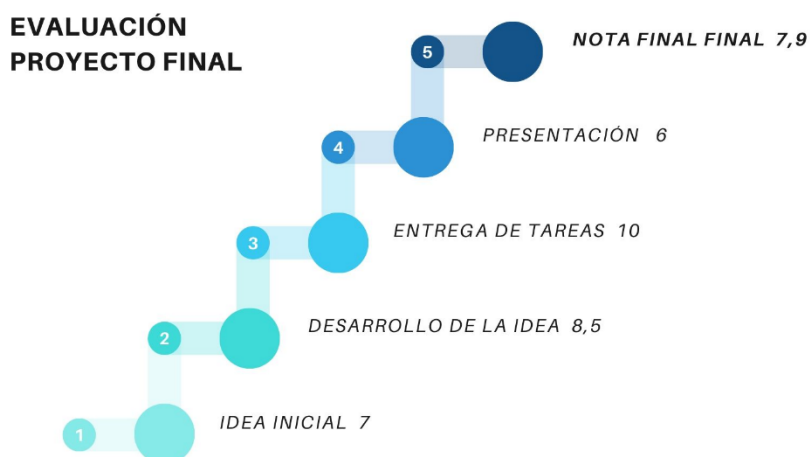 EVALUACIÓN
PROYECTO FINAL
5
NOTA FINAL FINAL 7,9
4
PRESENTACIÓN 6
3
ENTREGA DE TAREAS 10
2
DESARROLLO DE LA IDEA 8,5
1
IDEA INICIAL 7